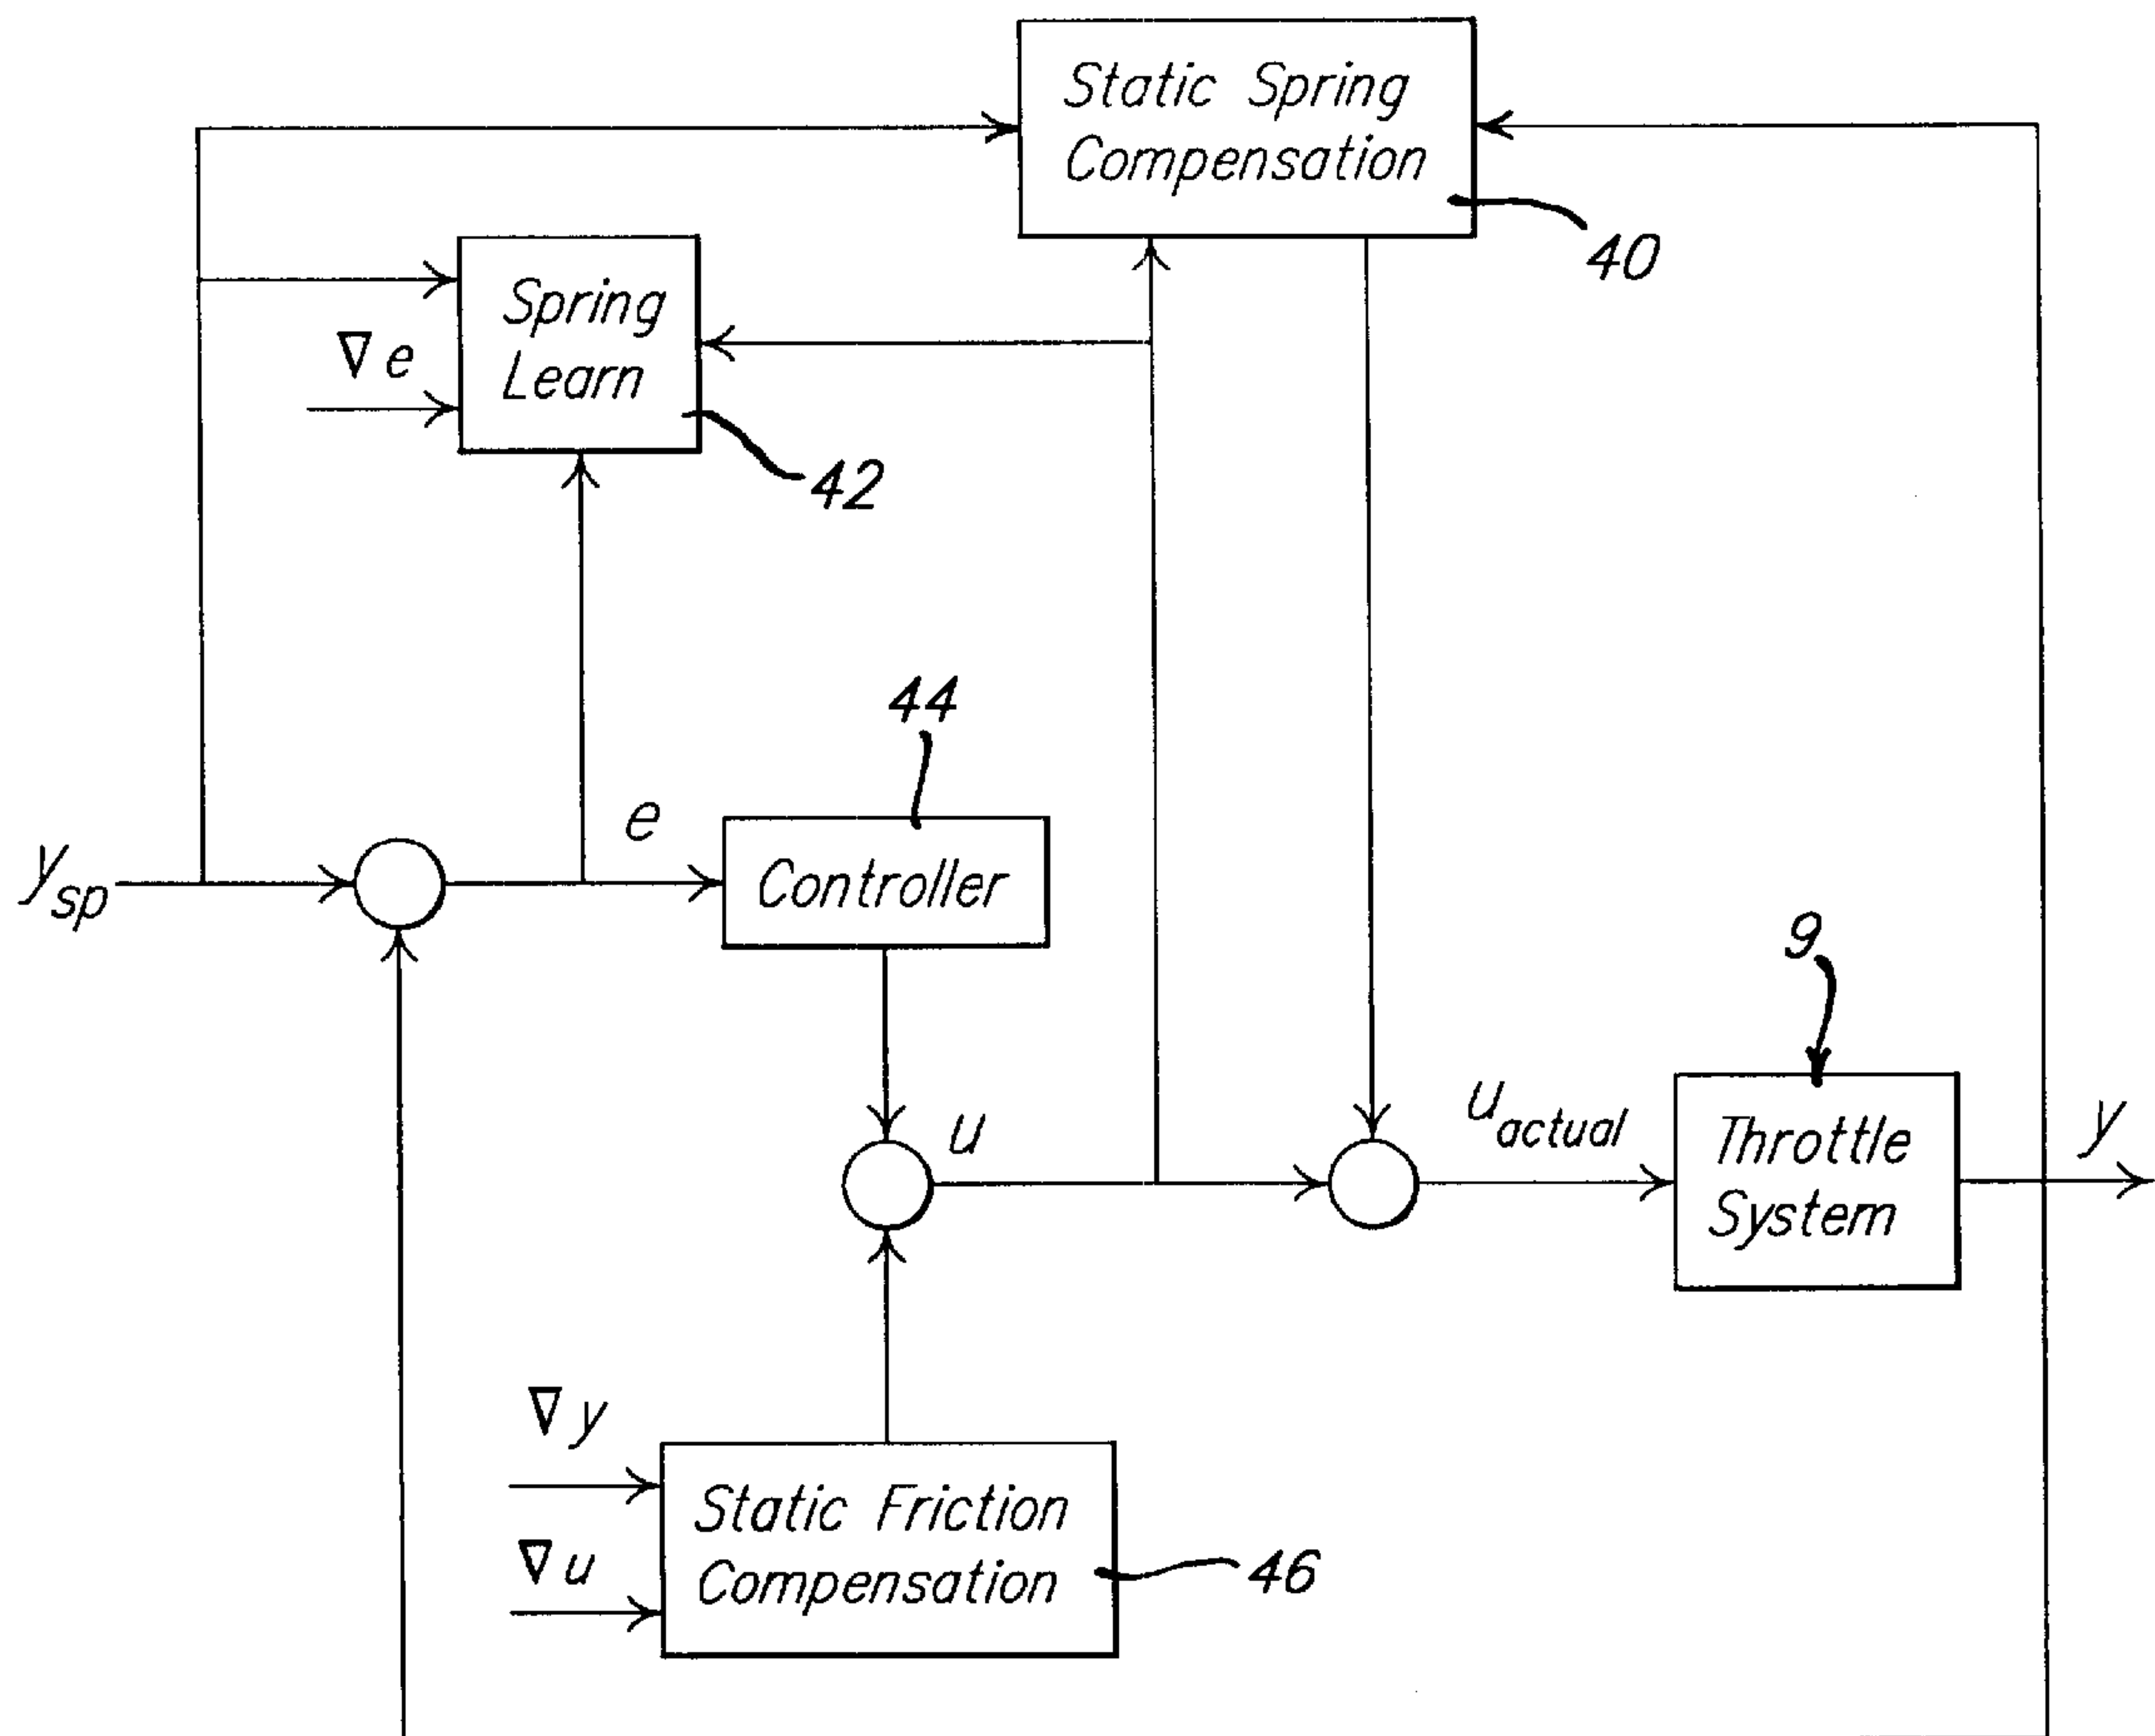 Static Spring
Compensation
40
Spring
Learn
∇e
42
44
e
Controller
y_sp
9
u
u_actual
Throttle
System
y
∇y
∇u
Static Friction
Compensation
46